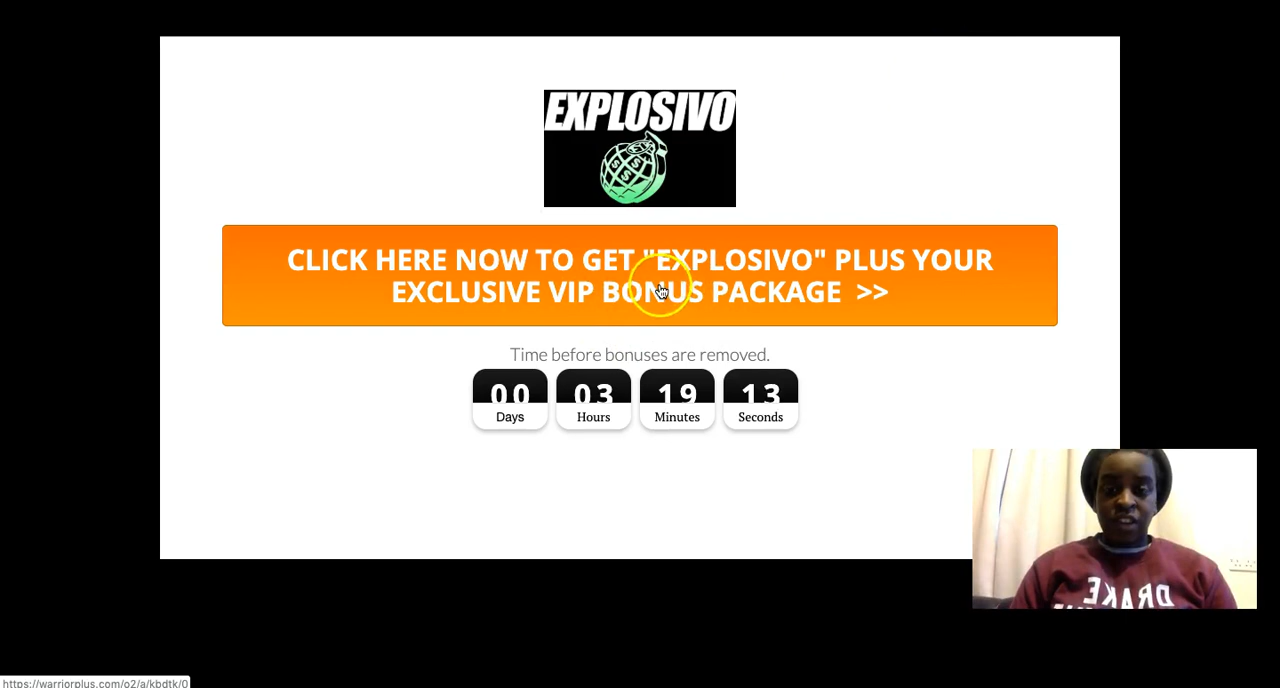 EXPLOSIVO
$ $ $
CLICK HERE NOW TO GET "EXPLOSIVO" PLUS YOUR
EXCLUSIVE VIP BONUS PACKAGE >>
Time before bonuses are removed.
00 03 19 13
Days Hours Minutes Seconds
DRAKE
https://warriorplus.com/o2/a/kbdtk/0